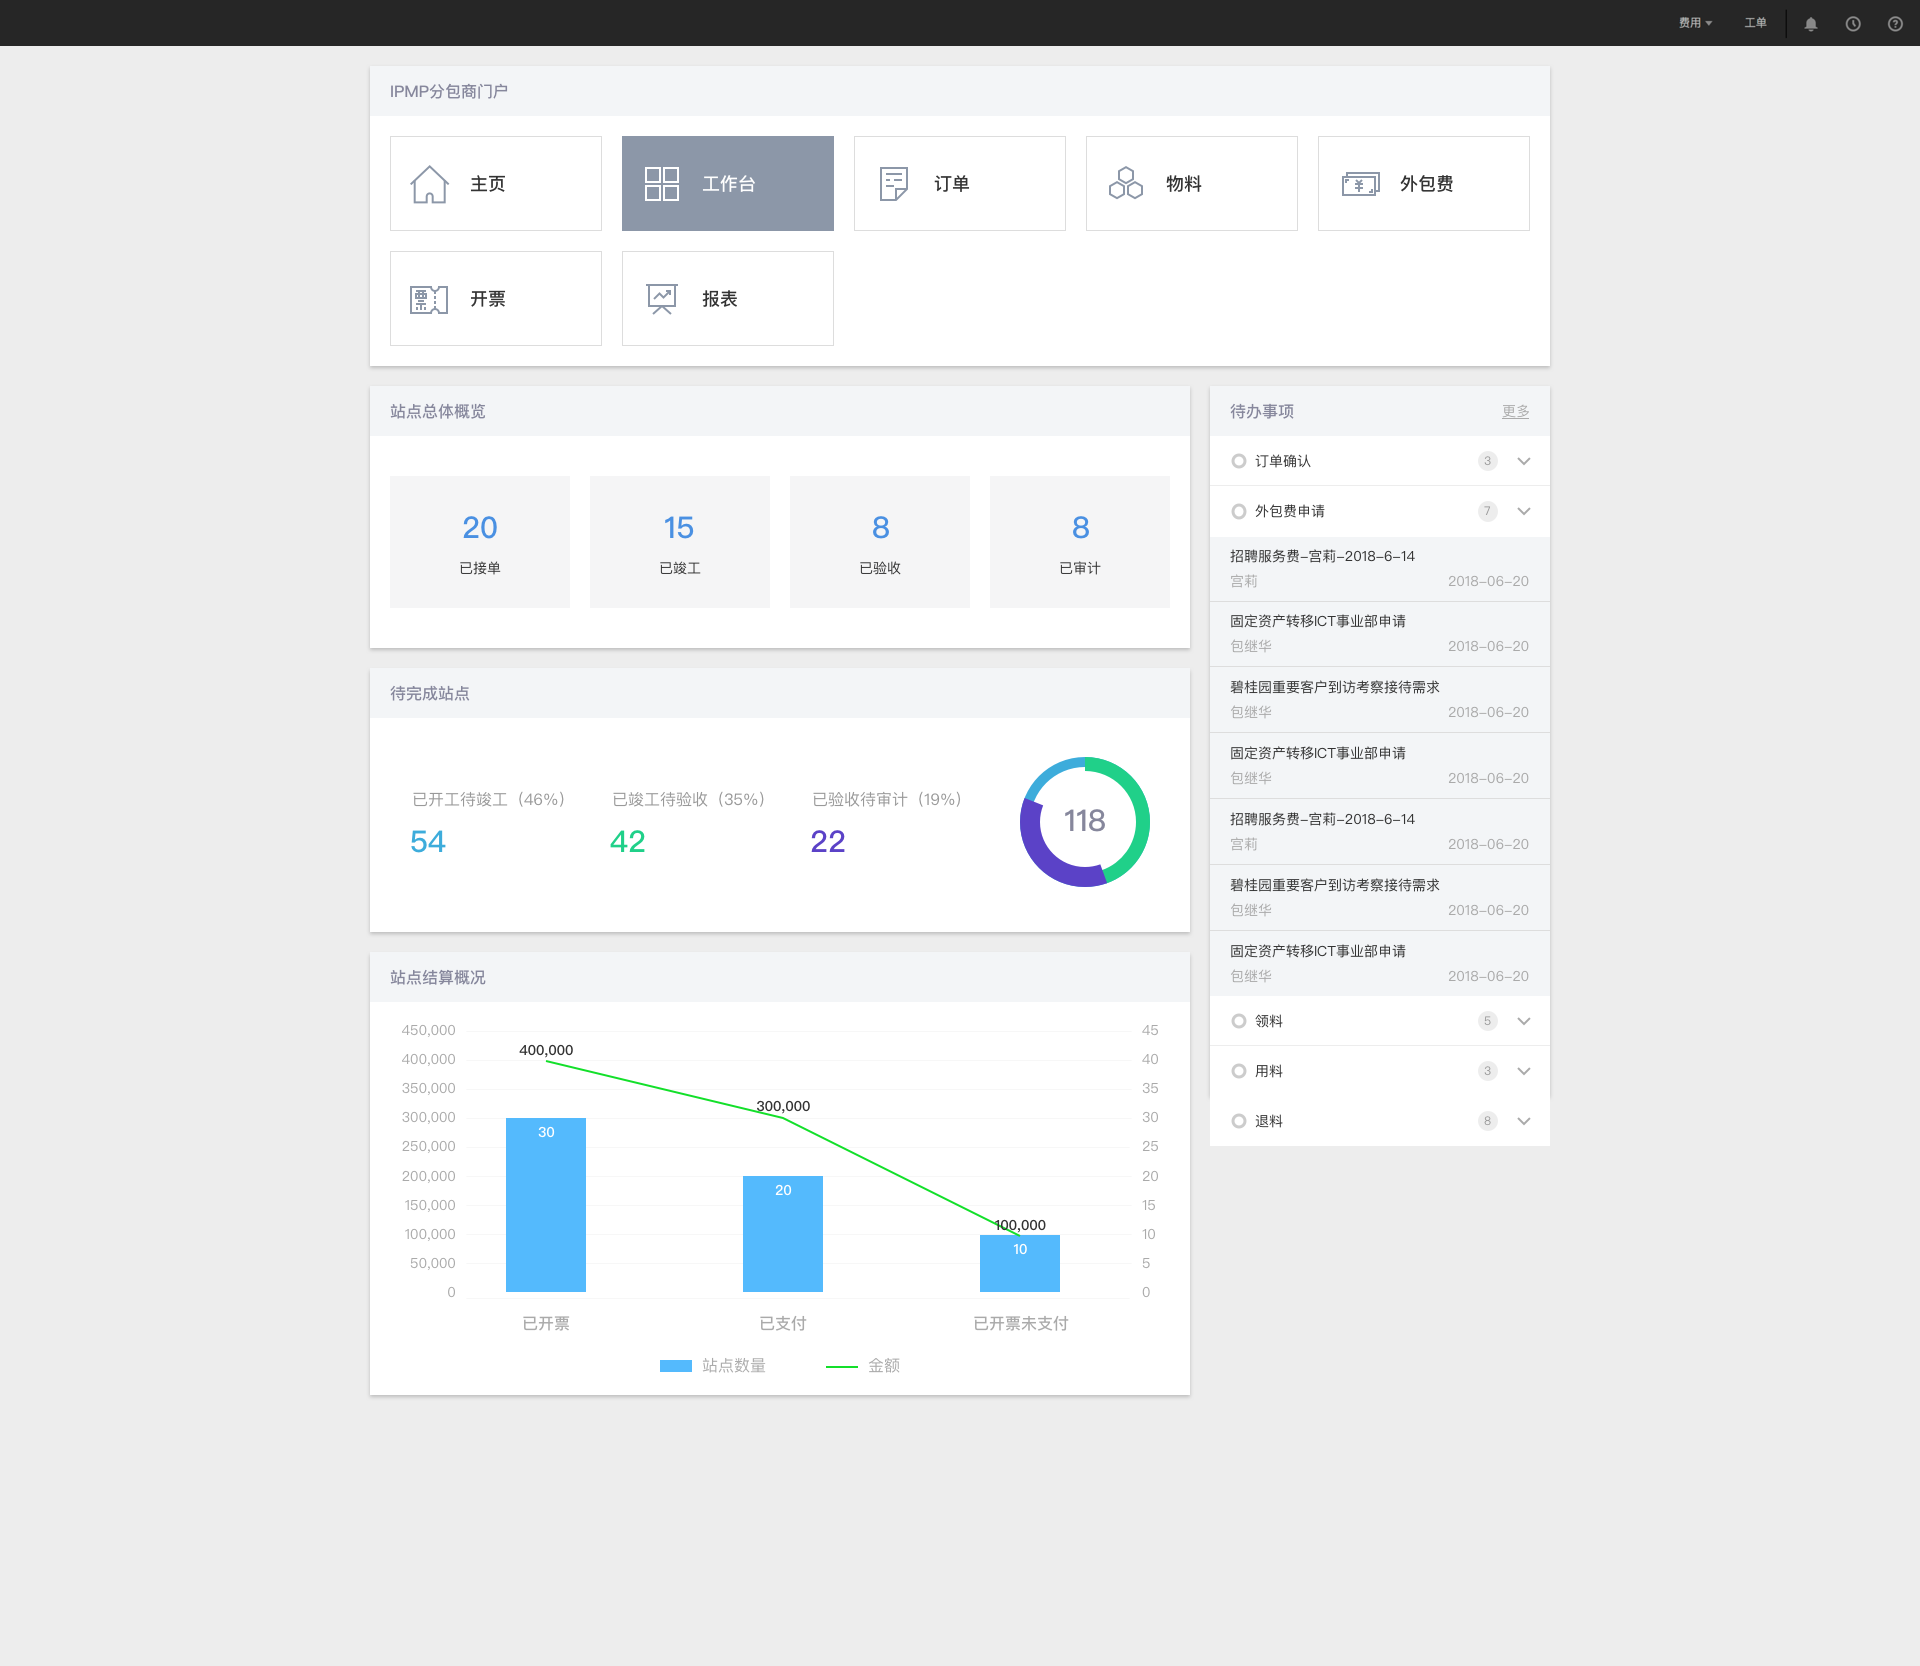 费用 工单
IPMP分包商门户
主页 工作台 订单 物料 外包费
开票 报表
站点总体概览
20 15 8 8
已接单 已竣工 已验收 已审计
待完成站点
已开工待竣工（46%） 已竣工待验收（35%） 已验收待审计（19%）
54 42 22
118
站点结算概况
450,000 45
400,000 40
350,000 35
300,000 30
250,000 25
200,000 20
150,000 15
100,000 10
50,000 5
0 0
400,000
300,000
100,000
30
20
10
已开票 已支付 已开票未支付
站点数量 金额
待办事项 更多
订单确认 3
外包费申请 7
招聘服务费-宫莉-2018-6-14
宫莉 2018-06-20
固定资产转移ICT事业部申请
包继华 2018-06-20
碧桂园重要客户到访考察接待需求
包继华 2018-06-20
固定资产转移ICT事业部申请
包继华 2018-06-20
招聘服务费-宫莉-2018-6-14
宫莉 2018-06-20
碧桂园重要客户到访考察接待需求
包继华 2018-06-20
固定资产转移ICT事业部申请
包继华 2018-06-20
领料 5
用料 3
退料 8